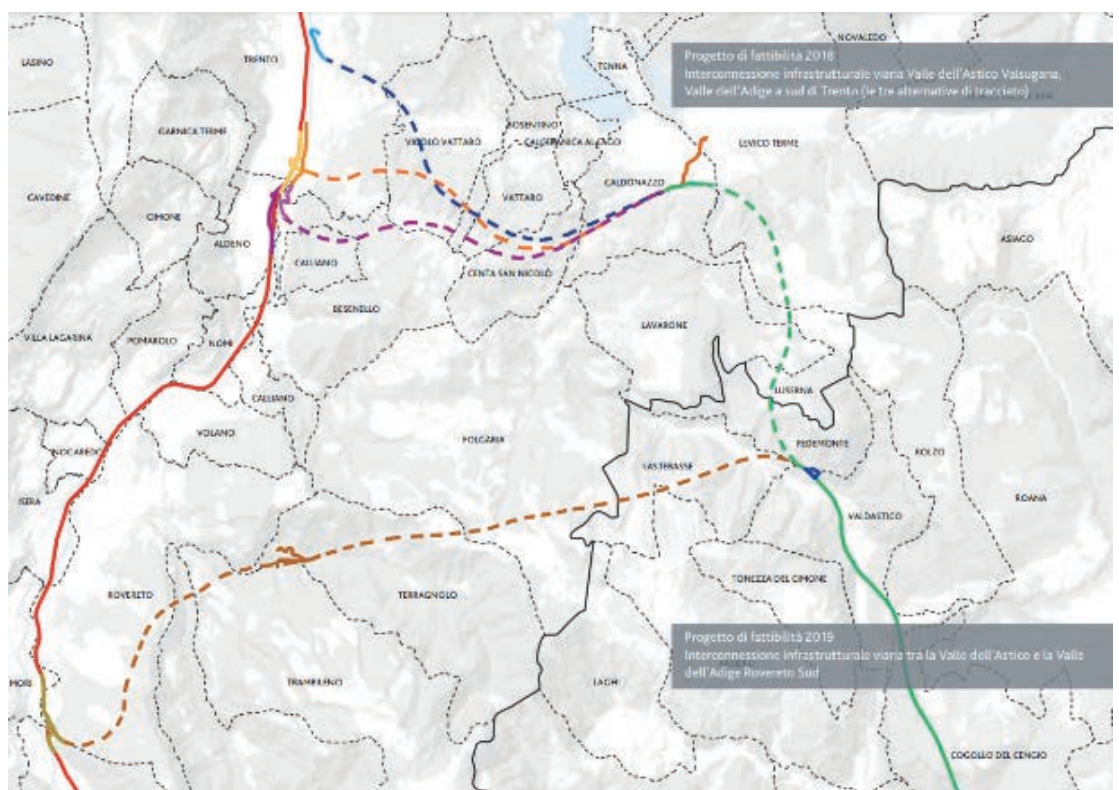 NOVALEDO
LASINO
TRENTO
TENNA
Progetto di fattibilità 2018
Interconnessione infrastrutturale viaria Valle dell'Astico Valsugana,
Valle dell'Adige a sud di Trento (le tre alternative di tracciato)
GARNICA TERME
BOSENTINO
VIGOLO VATTARO
CALCERANICA AL LAGO
LEVICO TERME
CALDONAZZO
CAVEDINE
CIMONE
VATTARO
ALDENO
ASIAGO
CALLIANO
CENTA SAN NICOLÒ
BESENELLO
LAVARONE
VILLA LAGARINA
POMAROLO
NOMI
LUSERNA
CALLIANO
VOLANO
FOLGARIA
PEDEMONTE
NOGAREDO
LASTEBASSE
ROLZO
ISERA
ROANA
VALDASTICO
TONEZZA DEL CIMONE
ROVERETO
TERRAGNOLO
Progetto di fattibilità 2019
Interconnessione infrastrutturale viaria tra la Valle dell'Astico e la Valle
dell'Adige Rovereto Sud
MORI
TRAMBILENO
LAGHI
COGOLLO DEL CENGIO